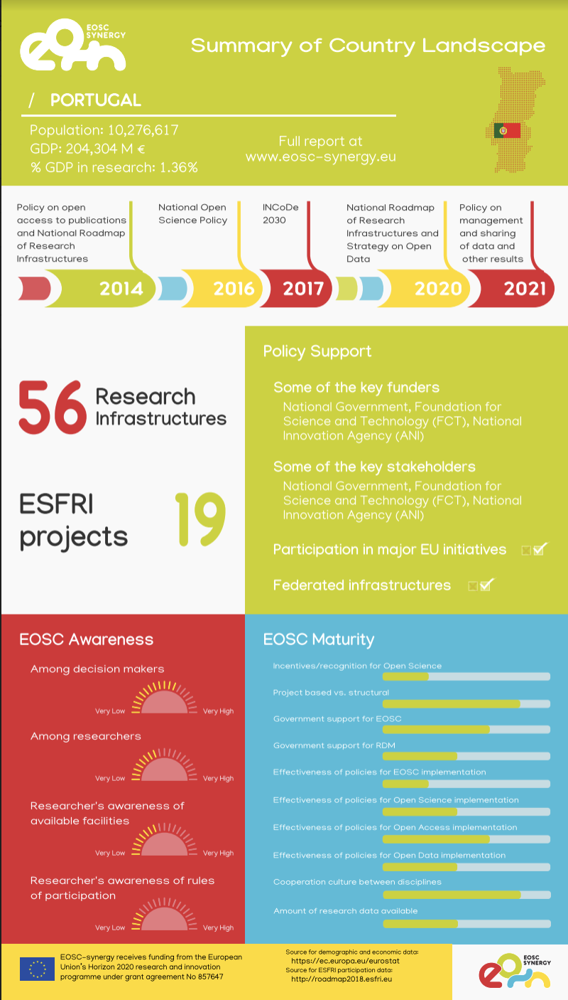 EOSC
SYNERGY
eosc
Summary of Country Landscape
/ PORTUGAL
Population: 10,276,617
GDP: 204,304 M €
% GDP in research: 1.36%
Full report at
www.eosc-synergy.eu
Policy on open
access to publications
and National Roadmap
of Research
Infrastructures
National Open
Science Policy
INCoDe
2030
National Roadmap
of Research
Infrastructures and
Strategy on Open
Data
Policy on
management
and sharing
of data and
other results
2014
2016
2017
2020
2021
56 Research
Infrastructures
ESFRI
projects
19
Policy Support
Some of the key funders
National Government, Foundation for
Science and Technology (FCT), National
Innovation Agency (ANI)
Some of the key stakeholders
National Government, Foundation for
Science and Technology (FCT), National
Innovation Agency (ANI)
Participation in major EU initiatives
Federated infrastructures
EOSC Awareness
Among decision makers
Very Low Very High
Among researchers
Very Low Very High
Researcher's awareness of
available facilities
Very Low Very High
Researcher's awareness of rules
of participation
Very Low Very High
EOSC Maturity
Incentives/recognition for Open Science
Project based vs. structural
Government support for EOSC
Government support for RDM
Effectiveness of policies for EOSC implementation
Effectiveness of policies for Open Science implementation
Effectiveness of policies for Open Access implementation
Effectiveness of policies for Open Data implementation
Cooperation culture between disciplines
Amount of research data available
EOSC-synergy receives funding from the European
Union's Horizon 2020 research and innovation
programme under grant agreement No 857647
Source for demographic and economic data:
https://ec.europa.eu/eurostat
Source for ESFRI participation data:
http://roadmap2018.esfri.eu
EOSC
SYNERGY